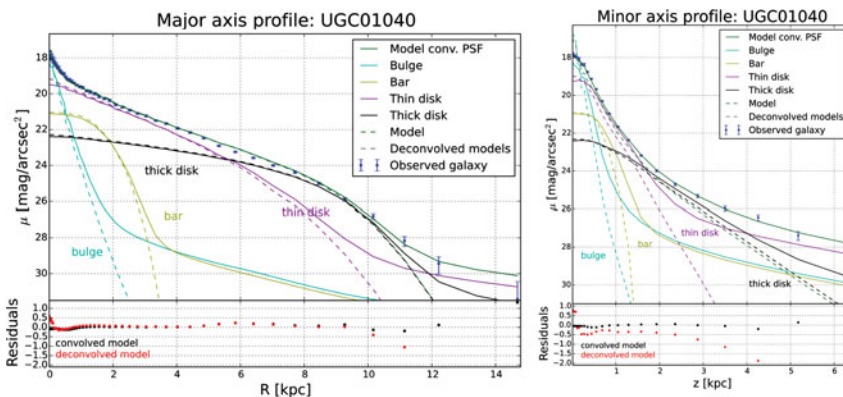 Major axis profile: UGC01040
μ [mag/arcsec²]
18
20
22
24
26
28
30
Model conv. PSF
Bulge
Bar
Thin disk
Thick disk
Model
Deconvolved models
Observed galaxy
thick disk
thin disk
bar
bulge
Residuals
1.0
0.5
0.0
-0.5
-1.0
-1.5
-2.0
convolved model
deconvolved model
0 2 4 6 8 10 12 14
R [kpc]
Minor axis profile: UGC01040
μ [mag/arcsec²]
18
20
22
24
26
28
30
Model conv. PSF
Bulge
Bar
Thin disk
Thick disk
Model
Deconvolved models
Observed galaxy
thin disk
bar
Bulge
thick disk
Residuals
1.0
0.5
0.0
-0.5
-1.0
-1.5
-2.0
convolved model
deconvolved model
0 1 2 3 4 5 6
z [kpc]